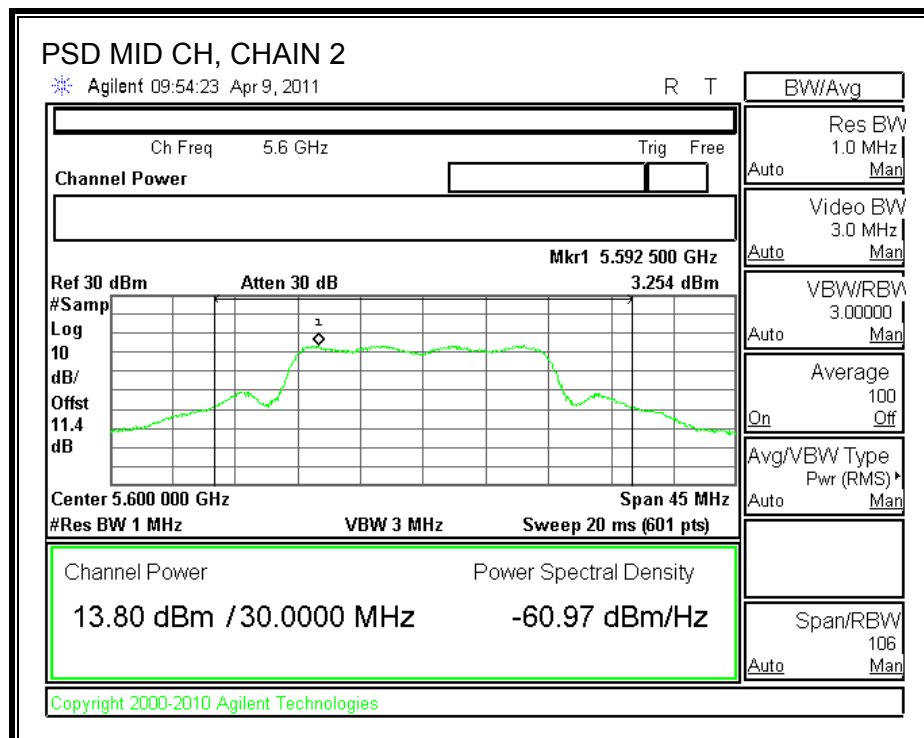 PSD MID CH, CHAIN 2
Agilent 09:54:23 Apr 9, 2011 R T
BW/Avg
Ch Freq 5.6 GHz Trig Free
Channel Power
Res BW
1.0 MHz
Auto Man
Video BW
3.0 MHz
Auto Man
Mkr1 5.592 500 GHz
Ref 30 dBm Atten 30 dB 3.254 dBm
#Samp
Log
10
dB/
Offst
11.4
dB
1
VBW/RBW
3.00000
Auto Man
Average
100
On Off
Avg/VBW Type
Pwr (RMS)
Auto Man
Center 5.600 000 GHz Span 45 MHz
#Res BW 1 MHz VBW 3 MHz Sweep 20 ms (601 pts)
Channel Power Power Spectral Density
13.80 dBm / 30.0000 MHz -60.97 dBm/Hz
Span/RBW
106
Auto Man
Copyright 2000-2010 Agilent Technologies